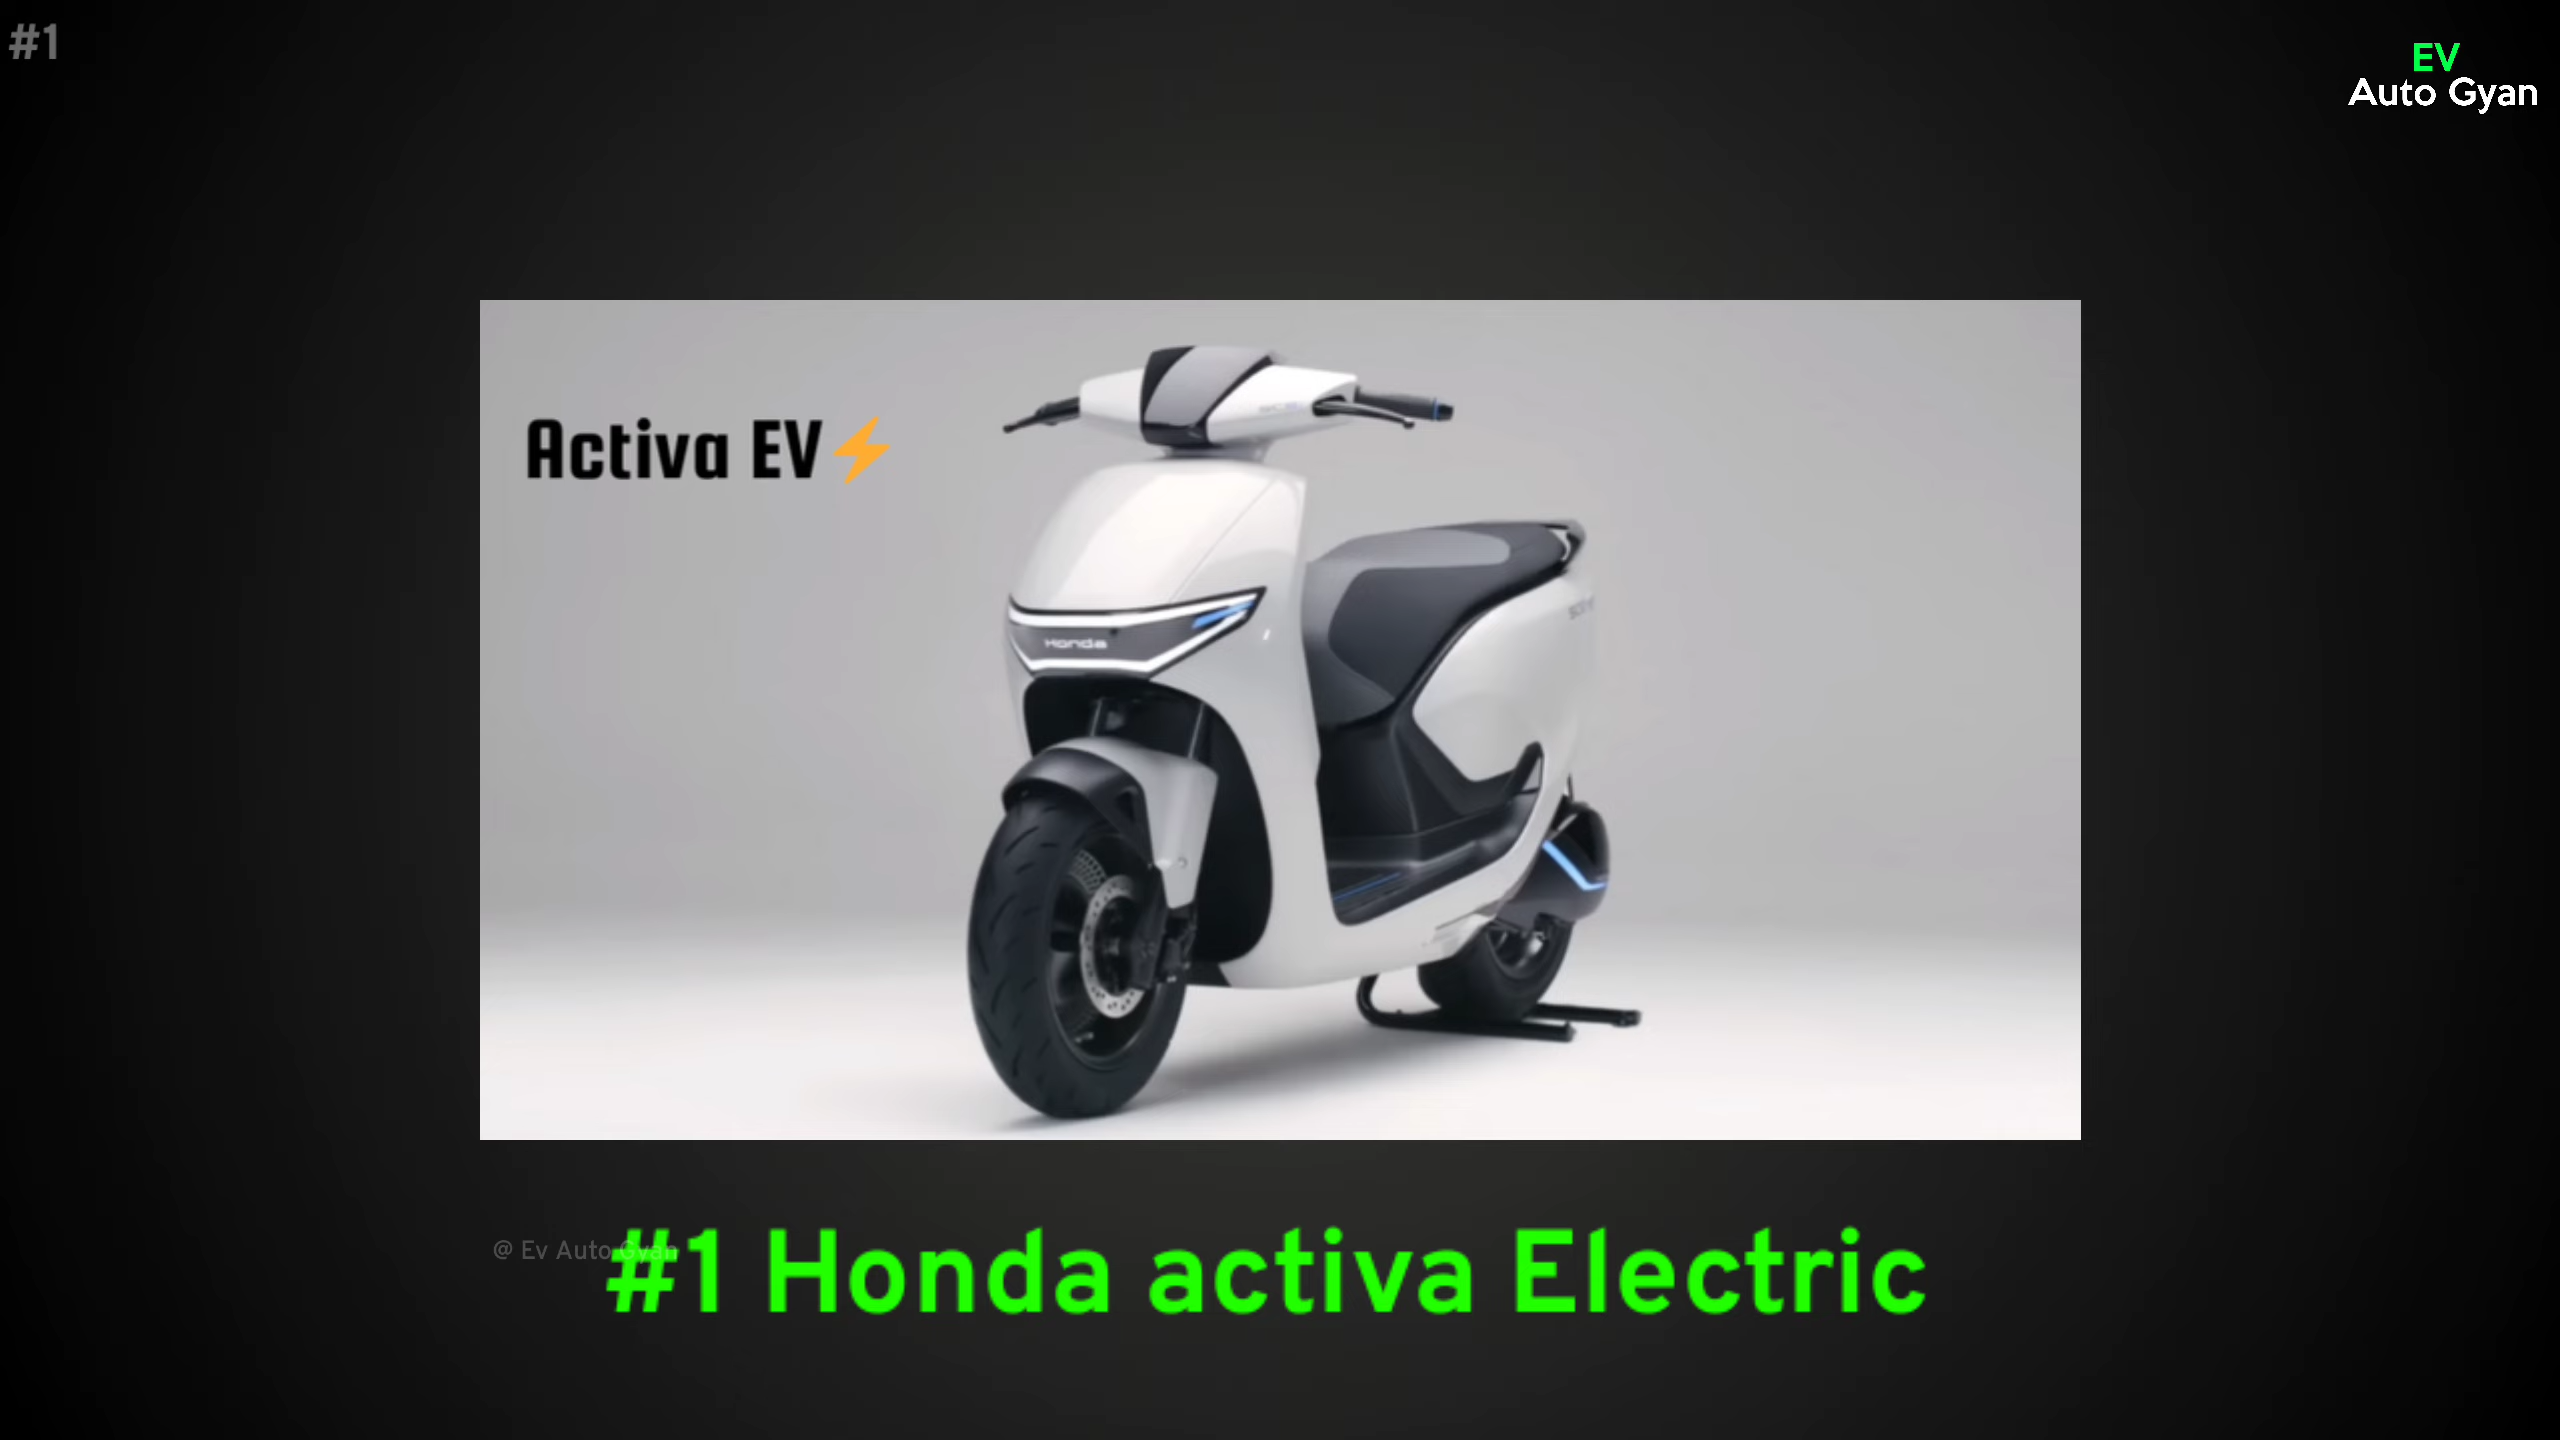 #1
EV
Auto Gyan
Activa EV⚡
Honda
@ Ev Auto Gyan
#1 Honda activa Electric